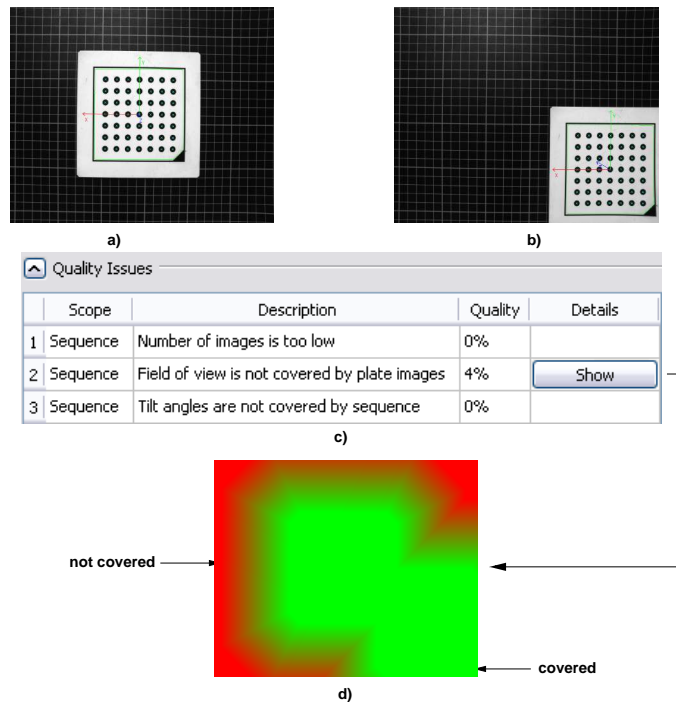 a)
b)
Quality Issues
Scope Description Quality Details
1 Sequence Number of images is too low 0%
2 Sequence Field of view is not covered by plate images 4% Show
3 Sequence Tilt angles are not covered by sequence 0%
c)
not covered
covered
d)